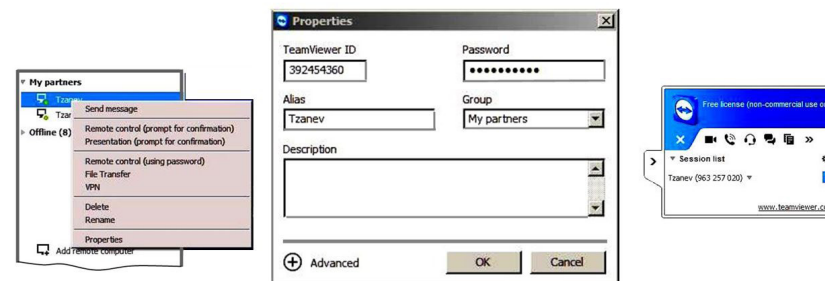 My partners
Tzanev
Tzan
Offline (8)
Send message
Remote control (prompt for confirmation)
Presentation (prompt for confirmation)
Remote control (using password)
File Transfer
VPN
Delete
Rename
Properties
Add remote computer
Properties
TeamViewer ID
Password
392454360
Alias
Group
Tzanev
My partners
Description
Advanced
OK
Cancel
Free license (non-commercial use o
Session list
Tzanev (963 257 020)
www.teamviewer.c